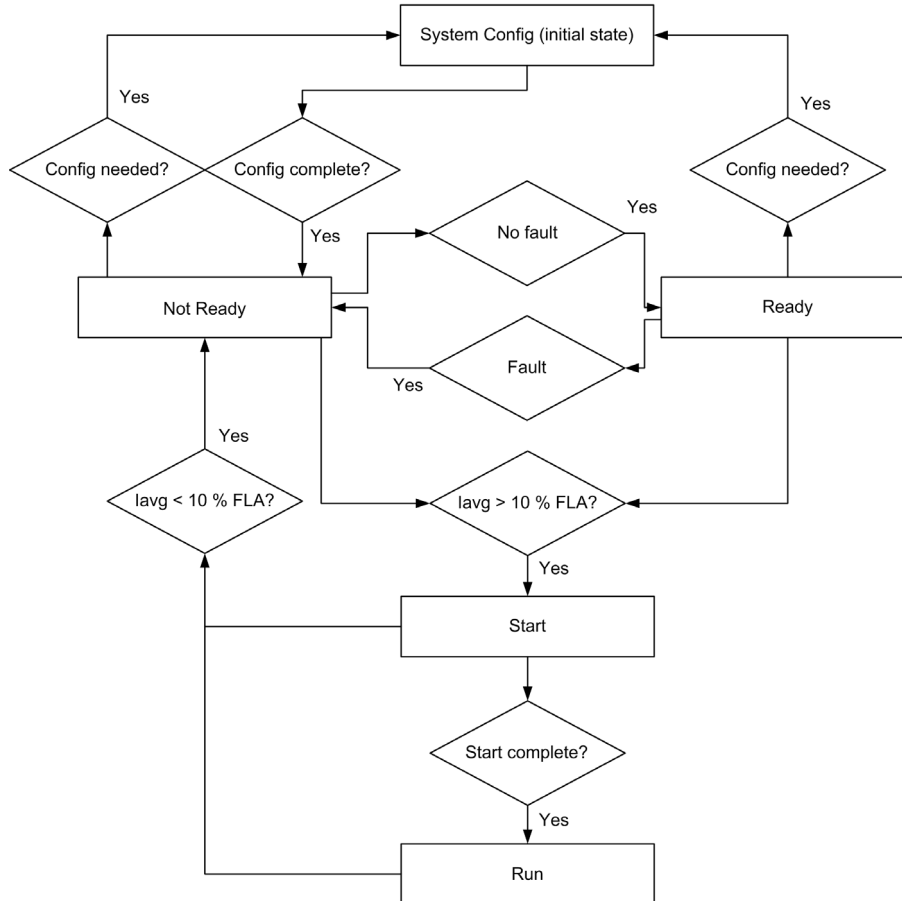 System Config (initial state)
Yes
Yes
Config needed?
Config complete?
Config needed?
Yes
No fault
Yes
Not Ready
Ready
Fault
Yes
Yes
Iavg < 10 % FLA?
Iavg > 10 % FLA?
Yes
Start
Start complete?
Yes
Run